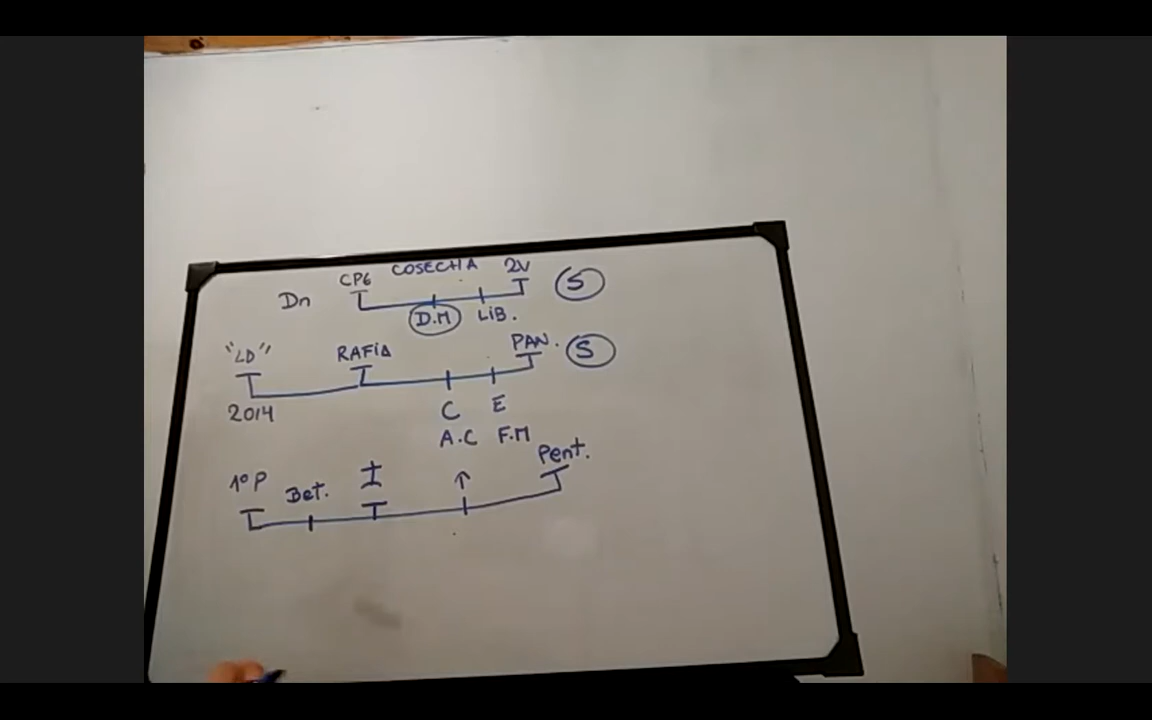 CP6 COSECHA 2V
Dn S
D.M LiB.
"LD" RAFiA PAN. S
2014 C E
A.C F.M
1º P Bet. Pent.